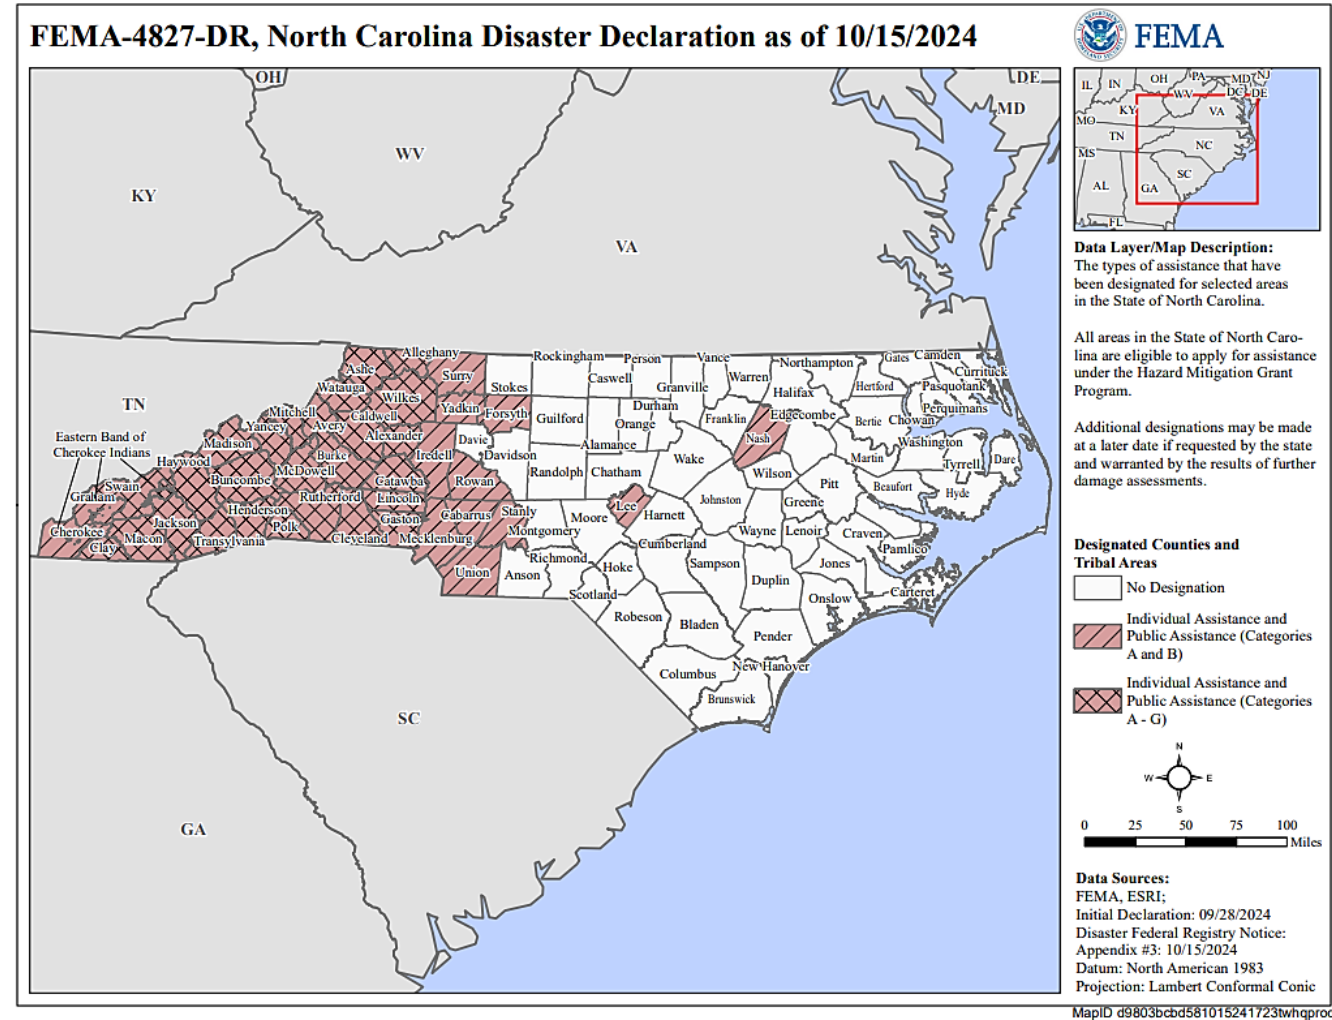 FEMA-4827-DR, North Carolina Disaster Declaration as of 10/15/2024
FEMA
OH
DE
MD
WV
KY
VA
TN
SC
GA
IL
IN
OH
PA
NJ
MD
WV
DC
DE
KY
VA
MO
TN
NC
MS
SC
AL
GA
FL
Alleghany
Ashe
Surry
Stokes
Rockingham
Caswell
Person
Granville
Vance
Warren
Northampton
Halifax
Gates
Camden
Currituck
Hertford
Pasquotank
Perquimans
Watauga
Wilkes
Yadkin
Forsyth
Guilford
Durham
Orange
Alamance
Franklin
Nash
Edgecombe
Bertie
Chowan
Mitchell
Yancey
Avery
Caldwell
Alexander
Iredell
Davie
Davidson
Washington
Martin
Tyrrell
Dare
Eastern Band of
Cherokee Indians
Madison
Haywood
Buncombe
McDowell
Burke
Catawba
Rowan
Randolph
Chatham
Wake
Wilson
Pitt
Beaufort
Hyde
Swain
Graham
Rutherford
Lincoln
Henderson
Polk
Gaston
Cabarrus
Stanly
Montgomery
Moore
Lee
Harnett
Johnston
Greene
Wayne
Lenoir
Craven
Pamlico
Cherokee
Clay
Macon
Jackson
Transylvania
Cleveland
Mecklenburg
Union
Anson
Richmond
Scotland
Hoke
Cumberland
Sampson
Duplin
Jones
Onslow
Carteret
Robeson
Bladen
Pender
Columbus
New Hanover
Brunswick
Data Layer/Map Description:
The types of assistance that have
been designated for selected areas
in the State of North Carolina.
All areas in the State of North Caro-
lina are eligible to apply for assistance
under the Hazard Mitigation Grant
Program.
Additional designations may be made
at a later date if requested by the state
and warranted by the results of further
damage assessments.
Designated Counties and
Tribal Areas
No Designation
Individual Assistance and
Public Assistance (Categories
A and B)
Individual Assistance and
Public Assistance (Categories
A - G)
N
W
E
S
0 25 50 75 100
Miles
Data Sources:
FEMA, ESRI;
Initial Declaration: 09/28/2024
Disaster Federal Registry Notice:
Appendix #3: 10/15/2024
Datum: North American 1983
Projection: Lambert Conformal Conic
MapID d9803bcbd581015241723twhqproc